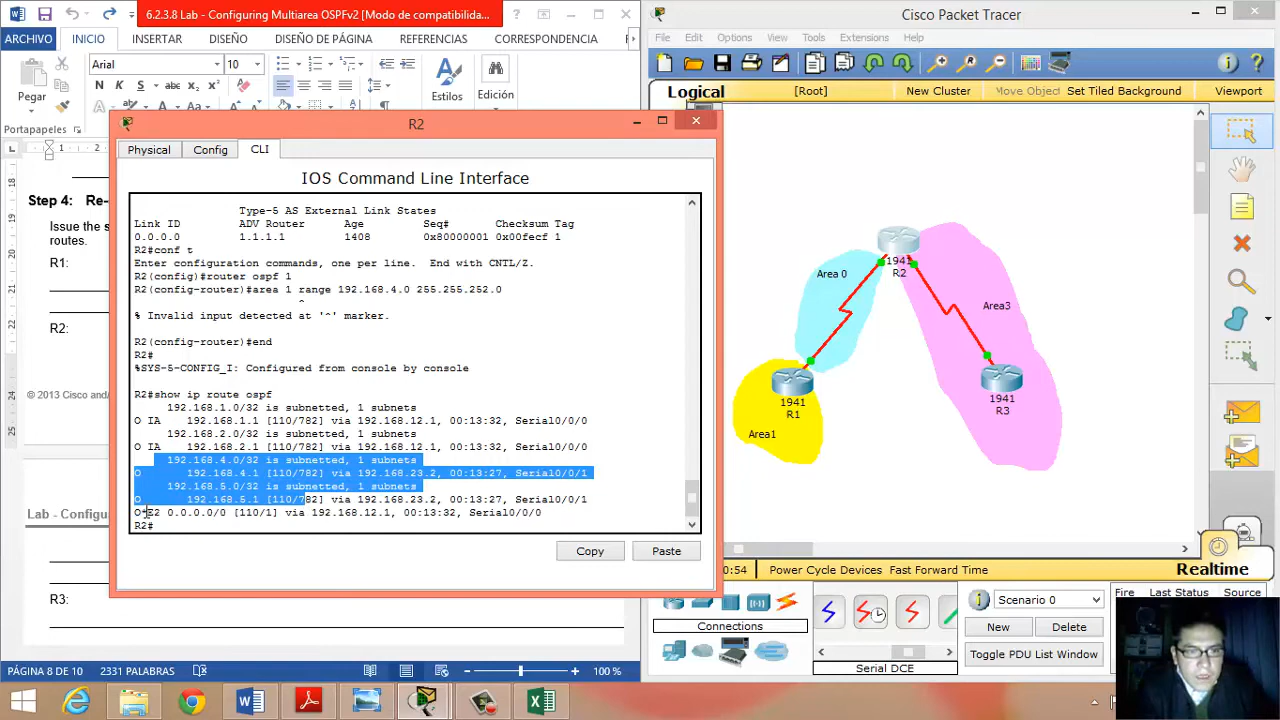 6.2.3.8 Lab - Configuring Multiarea OSPFv2 [Modo de compatibilida...
ARCHIVO INICIO INSERTAR DISEÑO DISEÑO DE PÁGINA REFERENCIAS CORRESPONDENCIA
Arial 10
Pegar
N K S abc x₂ x²
Estilos
Edición
Portapapeles
1 2
Step 4: Re-
Issue the s
routes.
R1:
R2:
© 2013 Cisco and/
Lab - Configu
R3:
PÁGINA 8 DE 10 2331 PALABRAS 100 %
R2
Physical Config CLI
IOS Command Line Interface
Type-5 AS External Link States
Link ID ADV Router Age Seq# Checksum Tag
0.0.0.0 1.1.1.1 1408 0x80000001 0x00fecf 1
R2#conf t
Enter configuration commands, one per line. End with CNTL/Z.
R2(config)#router ospf 1
R2(config-router)#area 1 range 192.168.4.0 255.255.252.0
^
% Invalid input detected at '^' marker.
R2(config-router)#end
R2#
%SYS-5-CONFIG_I: Configured from console by console
R2#show ip route ospf
192.168.1.0/32 is subnetted, 1 subnets
O IA 192.168.1.1 [110/782] via 192.168.12.1, 00:13:32, Serial0/0/0
192.168.2.0/32 is subnetted, 1 subnets
O IA 192.168.2.1 [110/782] via 192.168.12.1, 00:13:32, Serial0/0/0
192.168.4.0/32 is subnetted, 1 subnets
O 192.168.4.1 [110/782] via 192.168.23.2, 00:13:27, Serial0/0/1
192.168.5.0/32 is subnetted, 1 subnets
O 192.168.5.1 [110/782] via 192.168.23.2, 00:13:27, Serial0/0/1
O*E2 0.0.0.0/0 [110/1] via 192.168.12.1, 00:13:32, Serial0/0/0
R2#
Copy Paste
Cisco Packet Tracer
File Edit Options View Tools Extensions Help
Logical [Root] New Cluster Move Object Set Tiled Background Viewport
Area 0
1941
R2
Area3
1941
R1
Area1
1941
R3
0:54 Power Cycle Devices Fast Forward Time Realtime
Connections
Serial DCE
Scenario 0
New Delete
Toggle PDU List Window
Fire Last Status Source